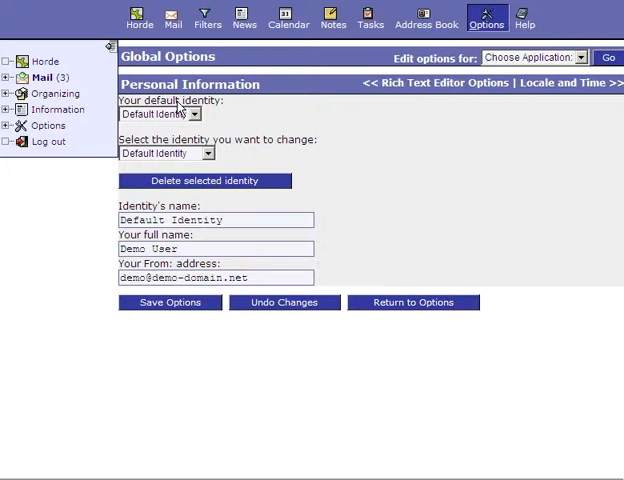 Horde Mail Filters News Calendar Notes Tasks Address Book Options Help
Horde
Mail (3)
Organizing
Information
Options
Log out
Global Options Edit options for: Choose Application: Go
Personal Information << Rich Text Editor Options | Locale and Time >>
Your default identity:
Default Identity
Select the identity you want to change:
Default Identity
Delete selected identity
Identity's name:
Default Identity
Your full name:
Demo User
Your From: address:
demo@demo-domain.net
Save Options Undo Changes Return to Options